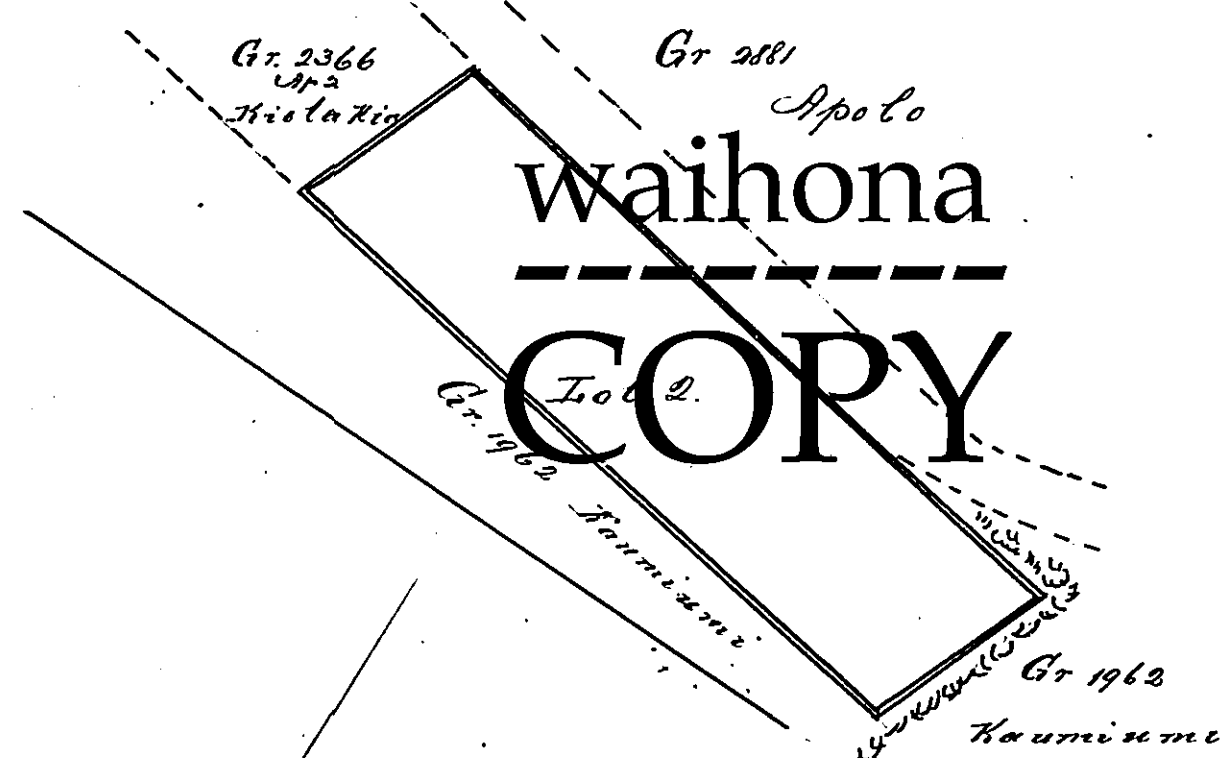 Gr. 2366
Ap 2
Gr 2881
Apolo
waihona
COPY
Lot 2.
Gr. 1962 Kaumiumi
Gr 1962
Kaumiumi